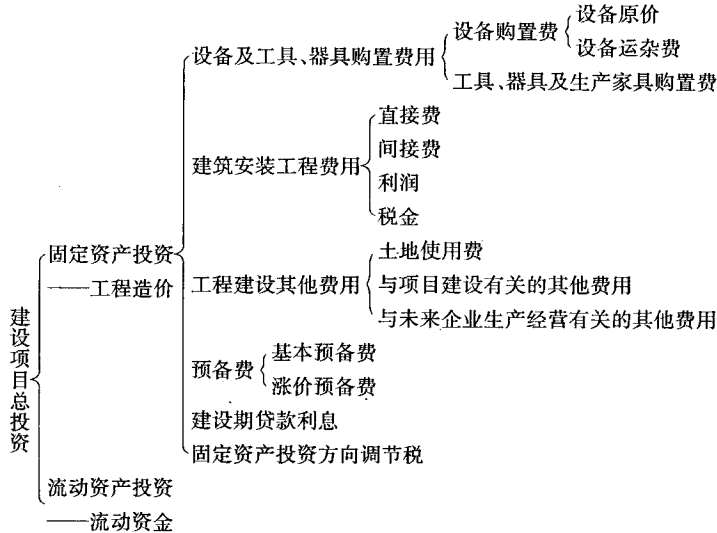 建设项目总投资
固定资产投资
——工程造价
设备及工具、器具购置费用
设备购置费
设备原价
设备运杂费
工具、器具及生产家具购置费
建筑安装工程费用
直接费
间接费
利润
税金
工程建设其他费用
土地使用费
与项目建设有关的其他费用
与未来企业生产经营有关的其他费用
预备费
基本预备费
涨价预备费
建设期贷款利息
固定资产投资方向调节税
流动资产投资
——流动资金